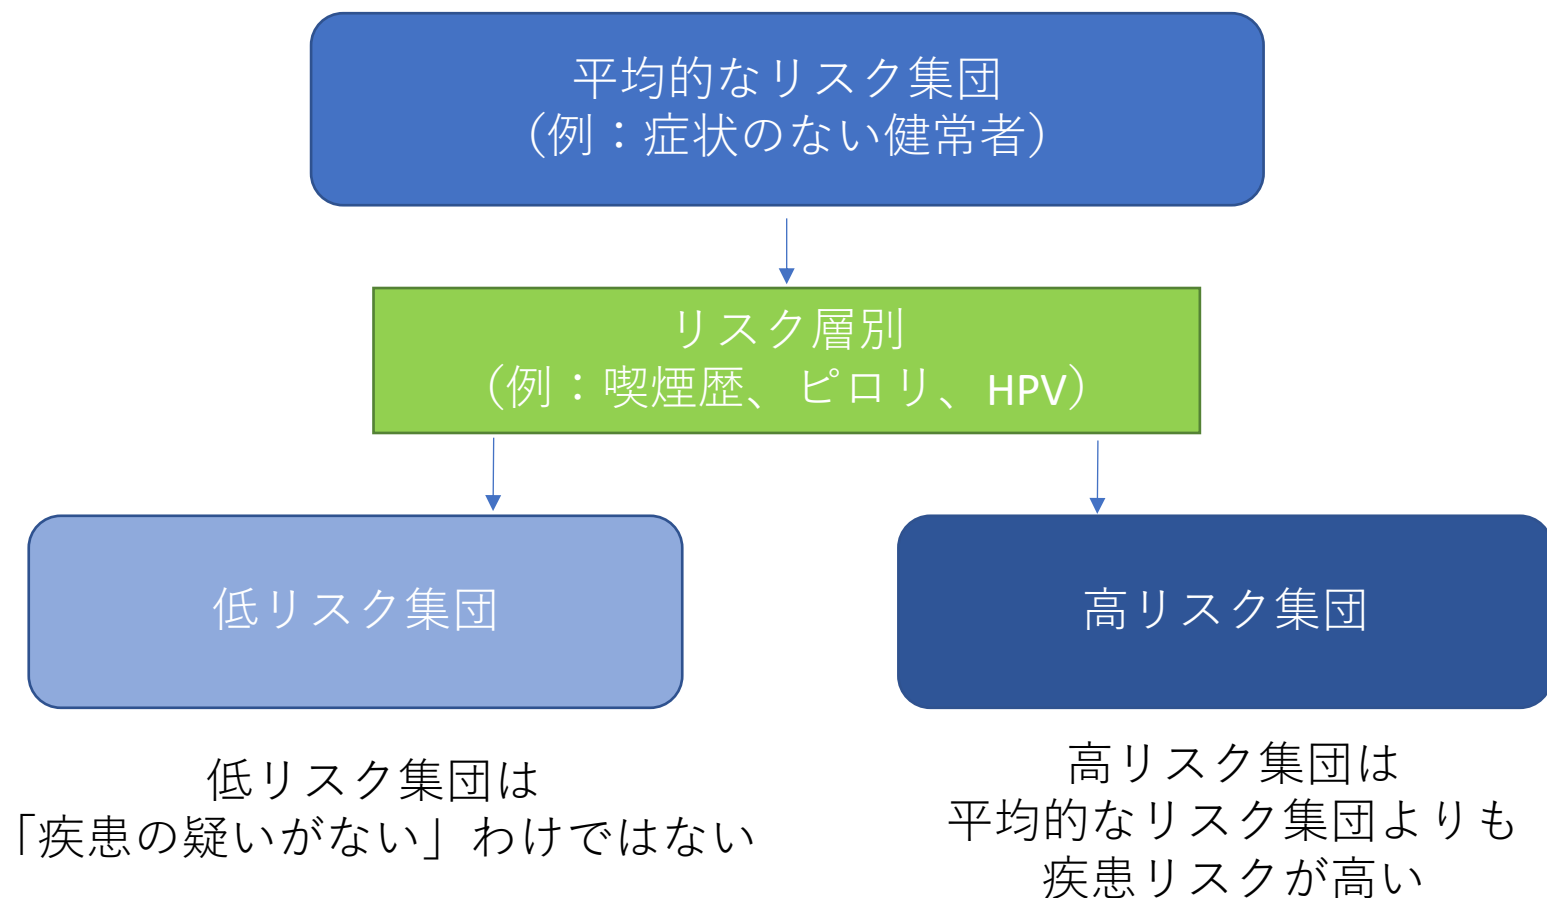 平均的なリスク集団
（例：症状のない健常者）
リスク層別
（例：喫煙歴、ピロリ、HPV）
低リスク集団
高リスク集団
低リスク集団は
「疾患の疑いがない」わけではない
高リスク集団は
平均的なリスク集団よりも
疾患リスクが高い